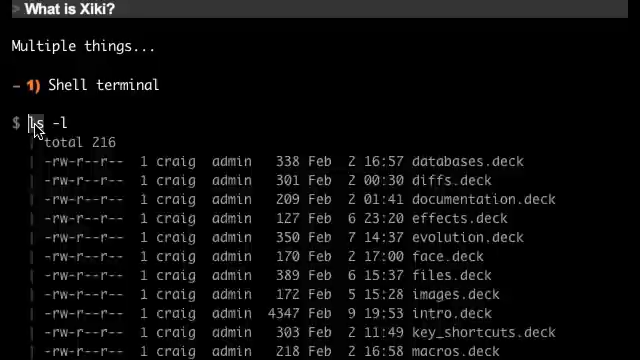 > What is Xiki?
Multiple things...
– 1) Shell terminal
$ ls -l
| total 216
| -rw-r--r-- 1 craig admin 338 Feb 2 16:57 databases.deck
| -rw-r--r-- 1 craig admin 301 Feb 2 00:30 diffs.deck
| -rw-r--r-- 1 craig admin 209 Feb 2 01:41 documentation.deck
| -rw-r--r-- 1 craig admin 127 Feb 6 23:20 effects.deck
| -rw-r--r-- 1 craig admin 350 Feb 7 14:37 evolution.deck
| -rw-r--r-- 1 craig admin 170 Feb 2 17:00 face.deck
| -rw-r--r-- 1 craig admin 389 Feb 6 15:37 files.deck
| -rw-r--r-- 1 craig admin 172 Feb 5 15:28 images.deck
| -rw-r--r-- 1 craig admin 4347 Feb 9 19:53 intro.deck
| -rw-r--r-- 1 craig admin 303 Feb 2 11:49 key_shortcuts.deck
| -rw-r--r-- 1 craig admin 218 Feb 2 16:58 macros.deck